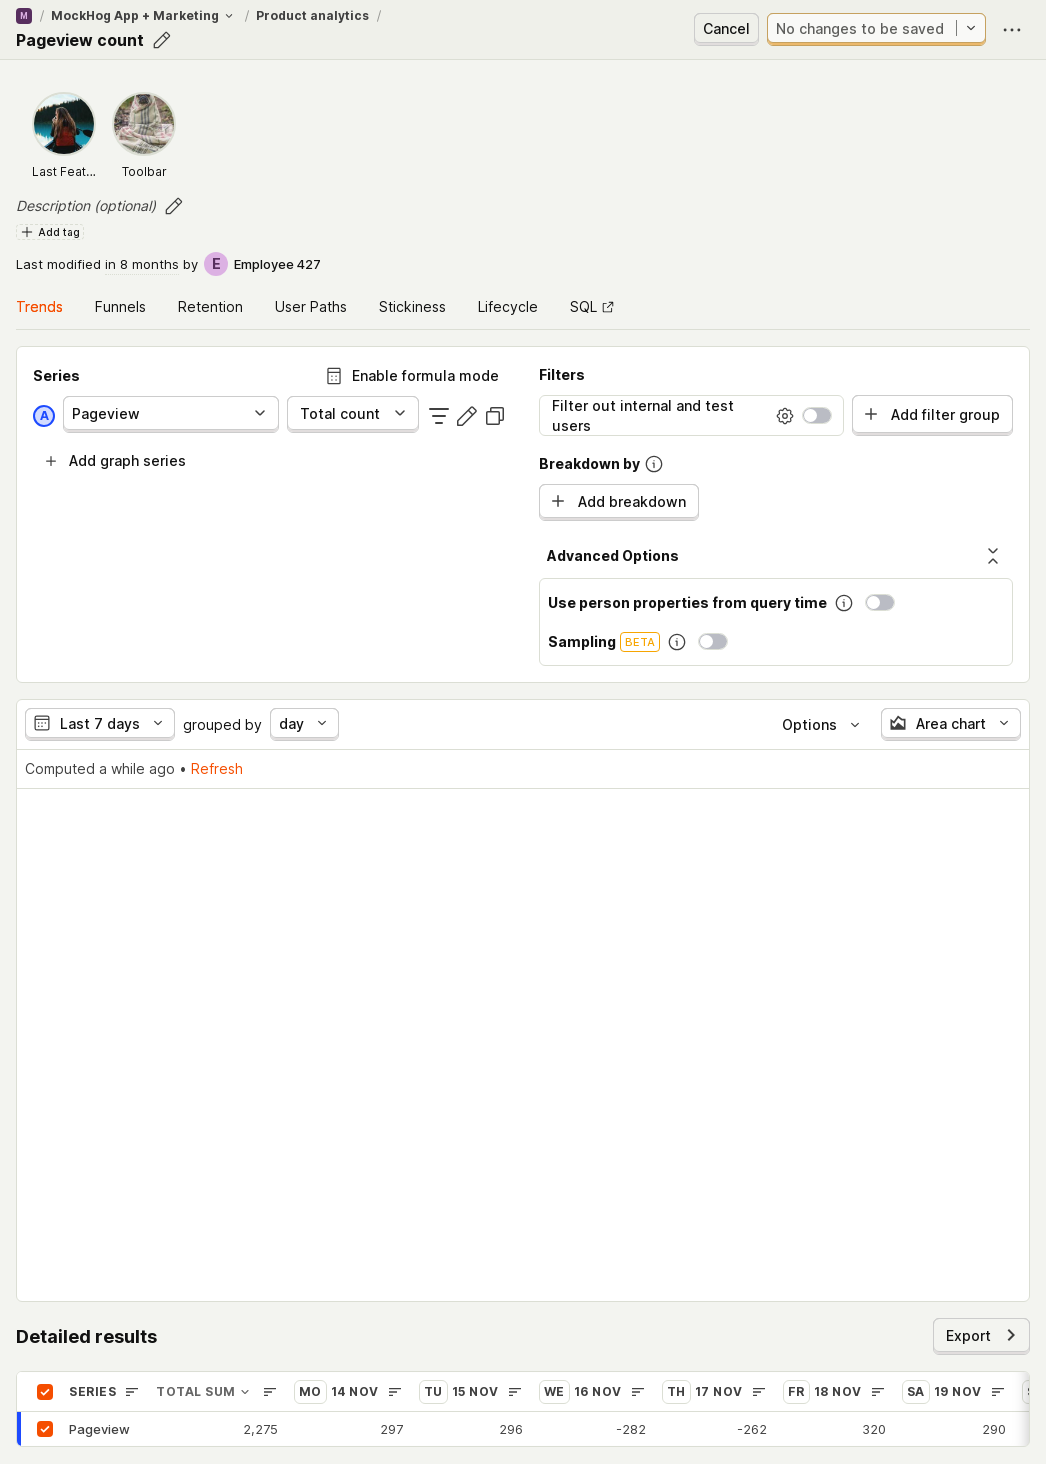 M / MockHog App + Marketing / Product analytics /
Pageview count
Cancel
No changes to be saved
Last Feat...
Toolbar
Description (optional)
Add tag
Last modified in 8 months by E Employee 427
Trends Funnels Retention User Paths Stickiness Lifecycle SQL
Series
Enable formula mode
A Pageview
Total count
Add graph series
Filters
Filter out internal and test
users
Add filter group
Breakdown by
Add breakdown
Advanced Options
Use person properties from query time
Sampling BETA
Last 7 days grouped by day
Options
Area chart
Computed a while ago • Refresh
Detailed results
Export
SERIES TOTAL SUM MO 14 NOV TU 15 NOV WE 16 NOV TH 17 NOV FR 18 NOV SA 19 NOV
Pageview 2,275 297 296 -282 -262 320 290